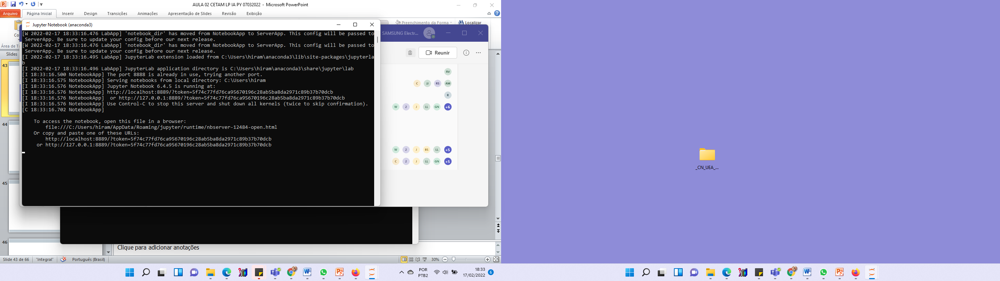 AULA 02 CETAM LP IA PY 07032022 - Microsoft PowerPoint
Arquivo
Página Inicial
Inserir
Design
Transições
Animações
Apresentação de Slides
Revisão
Exibição
Preenchimento da Forma
Localizar
Co
Área de T
Slides
43
44
45
46
Jupyter Notebook (anaconda3)
[W 2022-02-17 18:33:16.476 LabApp] 'notebook_dir' has moved from NotebookApp to ServerApp. This config will be passed to
ServerApp. Be sure to update your config before our next release.
[W 2022-02-17 18:33:16.476 LabApp] 'notebook_dir' has moved from NotebookApp to ServerApp. This config will be passed to
ServerApp. Be sure to update your config before our next release.
[I 2022-02-17 18:33:16.495 LabApp] JupyterLab extension loaded from C:\Users\hiram\anaconda3\lib\site-packages\jupyterla
b
[I 2022-02-17 18:33:16.496 LabApp] JupyterLab application directory is C:\Users\hiram\anaconda3\share\jupyter\lab
[I 18:33:16.500 NotebookApp] The port 8888 is already in use, trying another port.
[I 18:33:16.575 NotebookApp] Serving notebooks from local directory: C:\Users\hiram
[I 18:33:16.576 NotebookApp] Jupyter Notebook 6.4.5 is running at:
[I 18:33:16.576 NotebookApp] http://localhost:8889/?token=5f74c77fd76ca95670196c28ab5ba8da2971c89b37b70dcb
[I 18:33:16.576 NotebookApp]  or http://127.0.0.1:8889/?token=5f74c77fd76ca95670196c28ab5ba8da2971c89b37b70dcb
[I 18:33:16.576 NotebookApp] Use Control-C to stop this server and shut down all kernels (twice to skip confirmation).
[C 18:33:16.702 NotebookApp]
To access the notebook, open this file in a browser:
file:///C:/Users/hiram/AppData/Roaming/jupyter/runtime/nbserver-12484-open.html
Or copy and paste one of these URLs:
http://localhost:8889/?token=5f74c77fd76ca95670196c28ab5ba8da2971c89b37b70dcb
or http://127.0.0.1:8889/?token=5f74c77fd76ca95670196c28ab5ba8da2971c89b37b70dcb
SAMSUNG Electr...
Reunir
RV
C JJ RS AM
R
W 2 J LL GN +6
W 2 J BS LL +5
C 2 J LL GN +5
_CN_UEA_...
Clique para adicionar anotações
Slide 43 de 66
"Integral"
Português (Brasil)
30%
POR
PTB2
18:33
17/02/2022
6